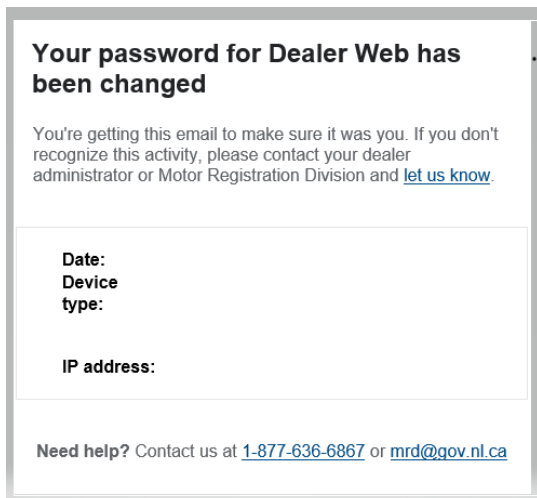 Your password for Dealer Web has
been changed
You're getting this email to make sure it was you. If you don't
recognize this activity, please contact your dealer
administrator or Motor Registration Division and let us know.
Date:
Device
type:
IP address:
Need help? Contact us at 1-877-636-6867 or mrd@gov.nl.ca